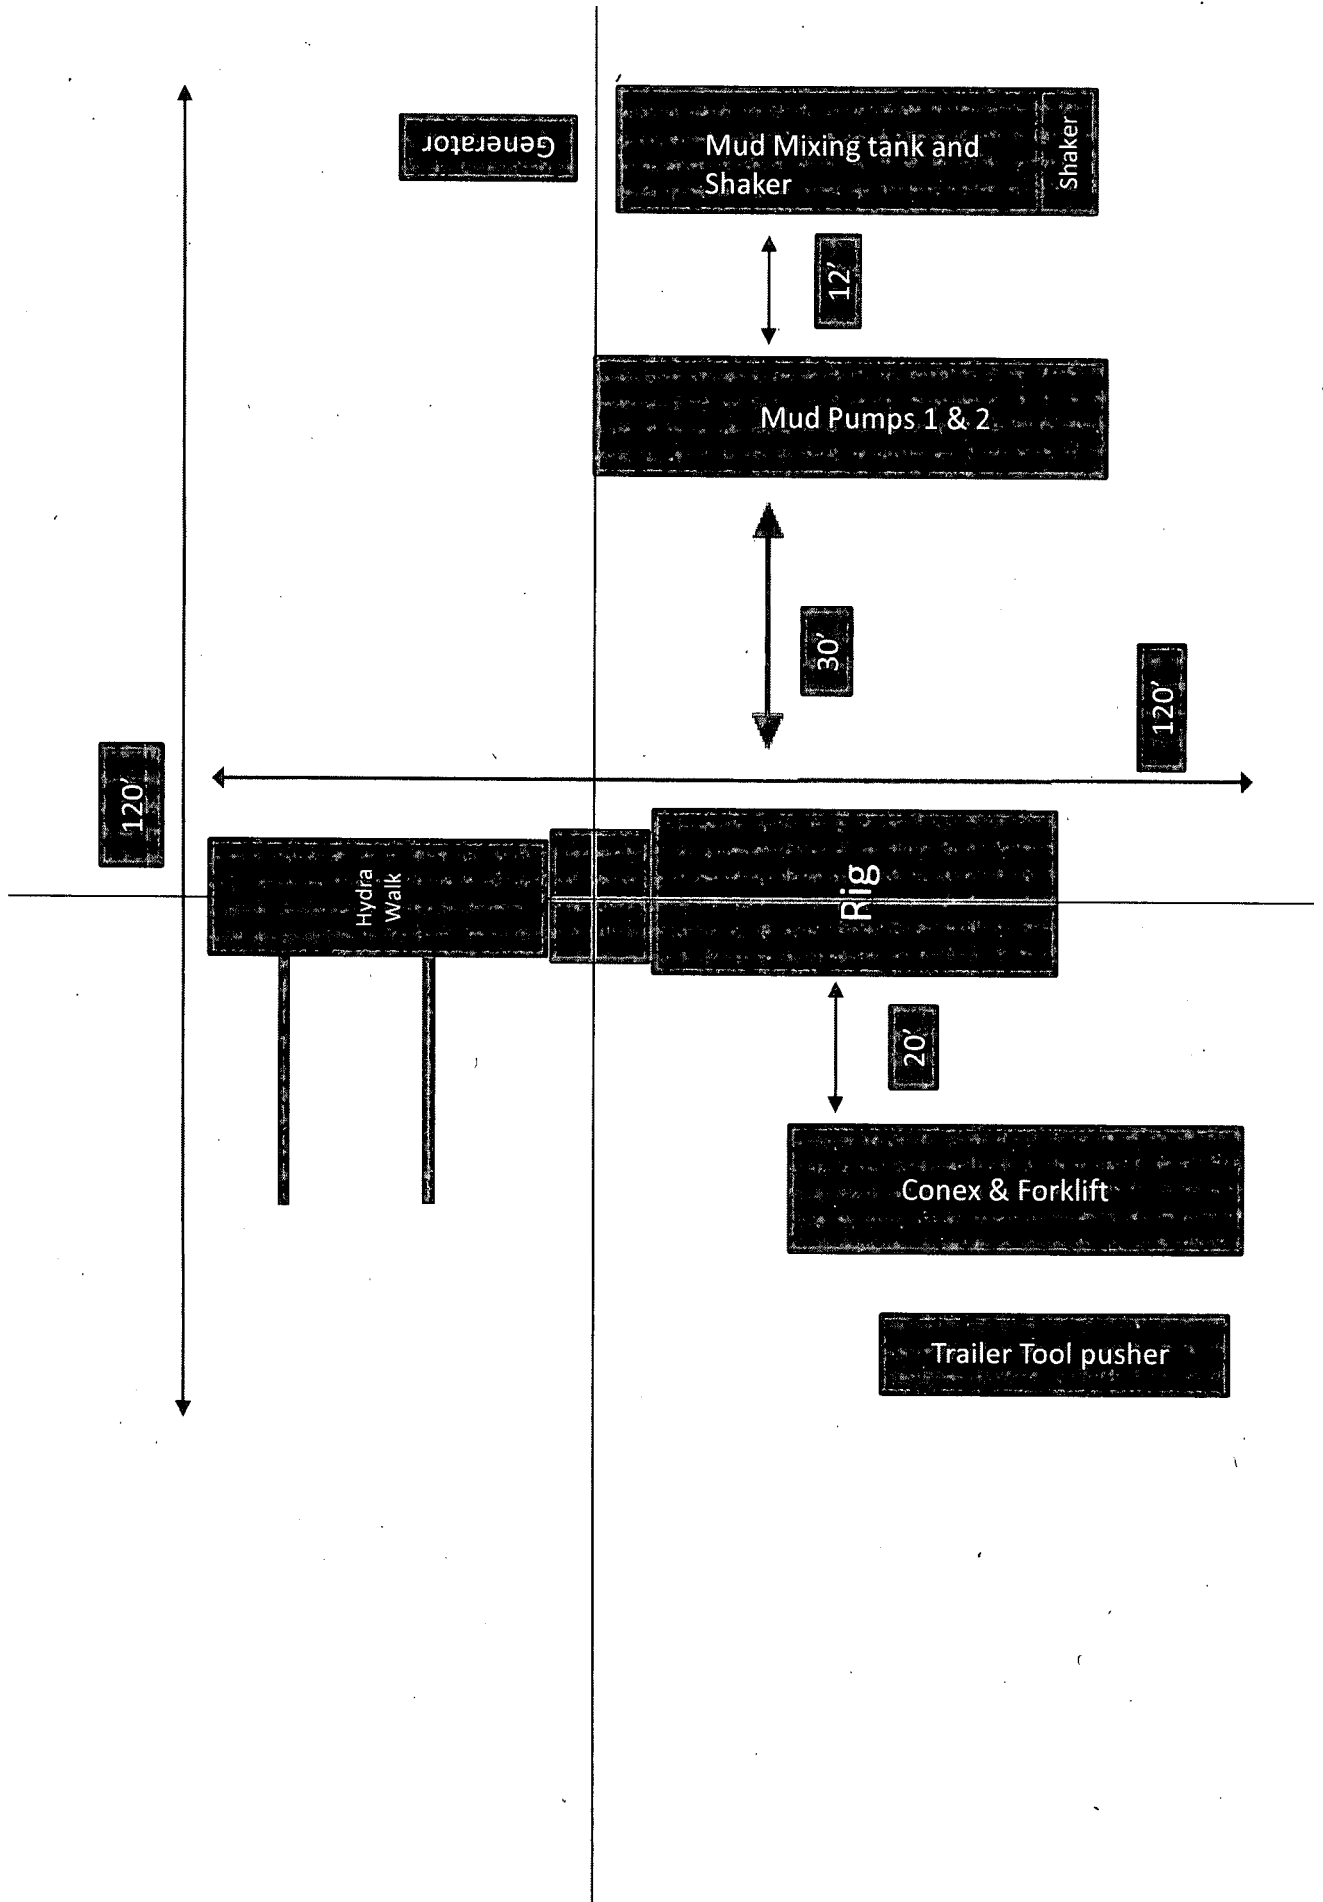 Generator
Mud Mixing tank and
Shaker
Shaker
12’
Mud Pumps 1 & 2
30’
120’
120’
Hydra
Walk
Rig
20’
Conex & Forklift
Trailer Tool pusher